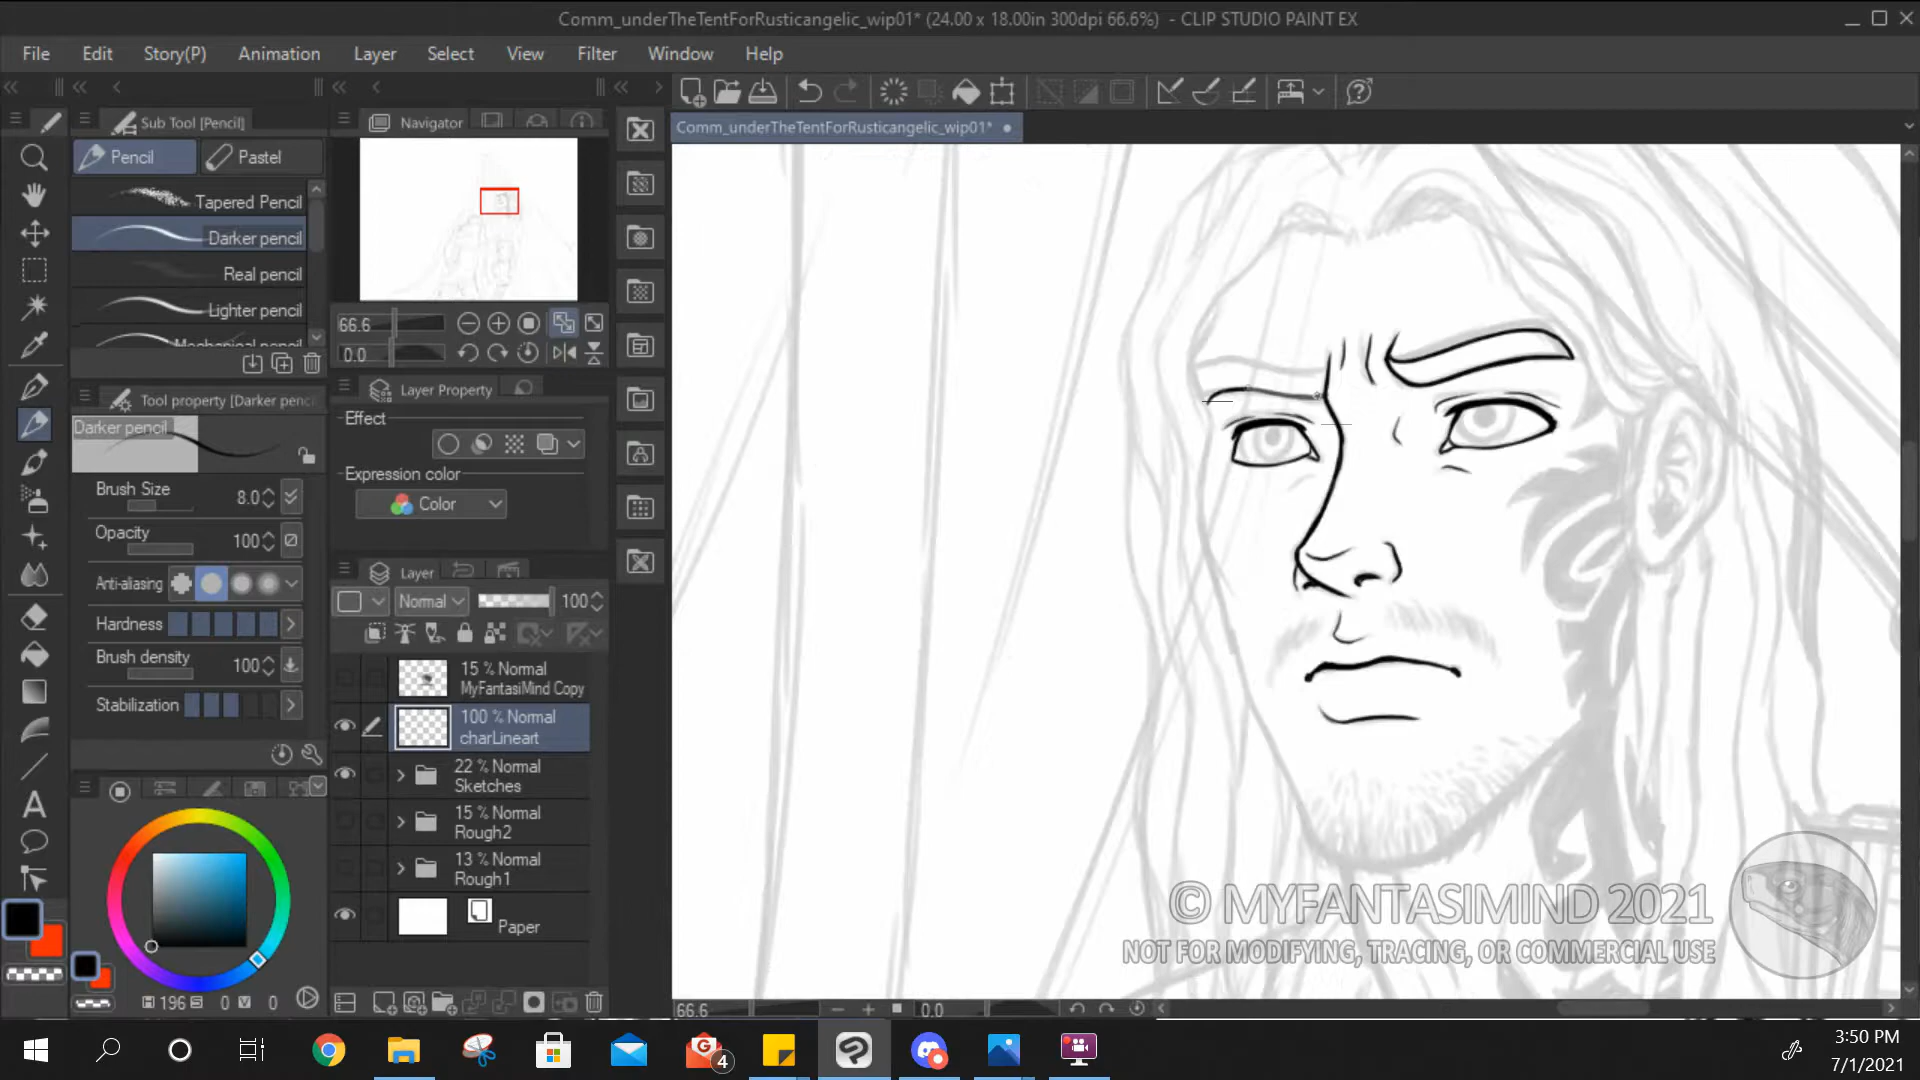 Comm_underTheTentForRusticangelic_wip01* (24.00 x 18.00in 300dpi 66.6%) - CLIP STUDIO PAINT EX
File Edit Story(P) Animation Layer Select View Filter Window Help
Sub Tool [Pencil]
Navigator
Comm_underTheTentForRusticangelic_wip01*
Pencil
Pastel
Tapered Pencil
Darker pencil
Real pencil
Lighter pencil
Mechanical pencil
66.6
0.0
Tool property [Darker penci
Darker pencil
Brush Size 8.0
Opacity 100
Anti-aliasing
Hardness
Brush density 100
Stabilization
Layer Property
Effect
Expression color
Color
Layer
Normal 100
15 % Normal
MyFantasiMind Copy
100 % Normal
charLineart
22 % Normal
Sketches
15 % Normal
Rough2
13 % Normal
Rough1
Paper
H 196 S 0 V 0
66.6 0.0
© MYFANTASIMIND 2021
NOT FOR MODIFYING, TRACING, OR COMMERCIAL USE
A
G
4
3:50 PM
7/1/2021